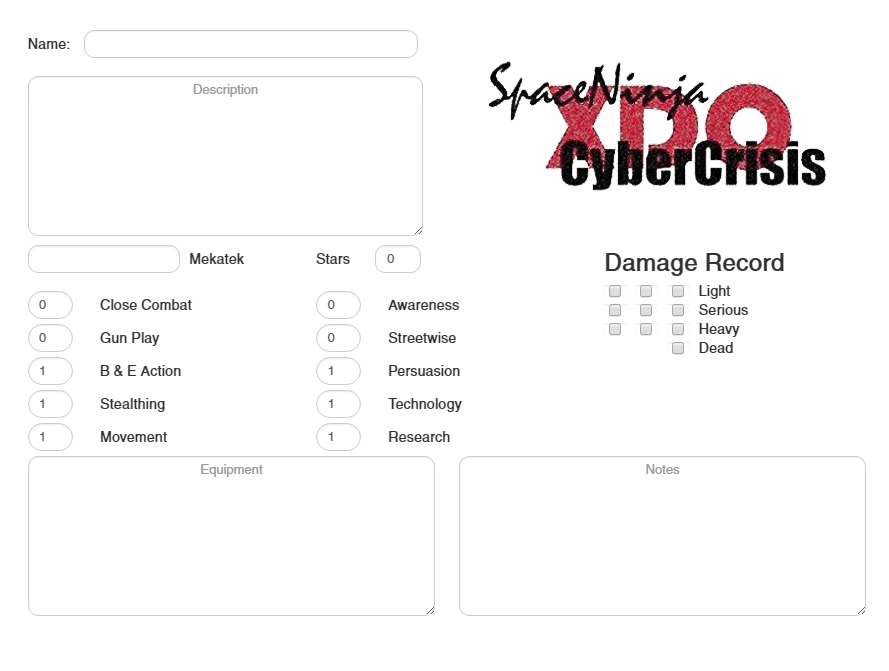 Name:
Description
SpaceNinja
XDO
CyberCrisis
Mekatek Stars 0
Damage Record
Light
Serious
Heavy
Dead
0 Close Combat 0 Awareness
0 Gun Play 0 Streetwise
1 B & E Action 1 Persuasion
1 Stealthing 1 Technology
1 Movement 1 Research
Equipment Notes